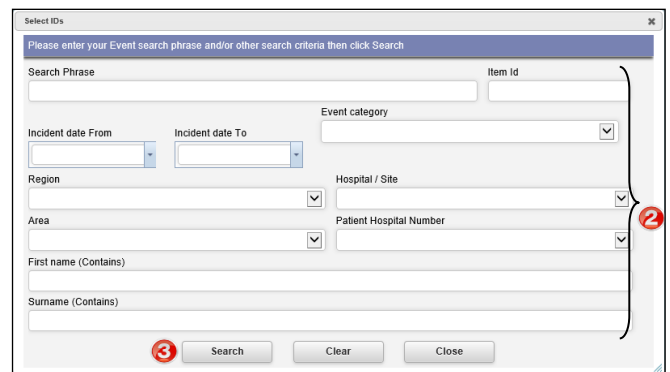 Select IDs
Please enter your Event search phrase and/or other search criteria then click Search
Search Phrase Item Id
Event category
Incident date From Incident date To
Region Hospital / Site
2
Area Patient Hospital Number
First name (Contains)
Surname (Contains)
3 Search Clear Close